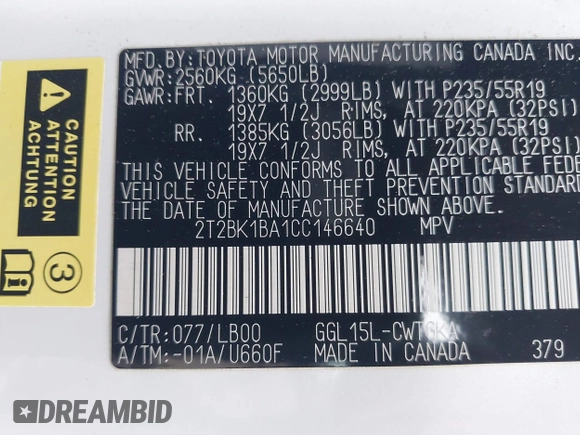 MFD.BY:TOYOTA MOTOR MANUFACTURING CANADA INC.
GVWR:2560KG (5650LB)
GAWR:FRT. 1360KG (2999LB) WITH P235/55R19
19X7 1/2J RIMS, AT 220KPA (32PSI)
RR. 1385KG (3056LB) WITH P235/55R19
19X7 1/2J RIMS, AT 220KPA (32PSI)
THIS VEHICLE CONFORMS TO ALL APPLICABLE FEDE
VEHICLE SAFETY AND THEFT PREVENTION STANDARD
THE DATE OF MANUFACTURE SHOWN ABOVE.
2T2BK1BA1CC146640 MPV
C/TR:077/LB00 GGL15L-CWTGKA
A/TM:-01A/U660F MADE IN CANADA 379
CAUTION
ATTENTION
ACHTUNG
3
DREAMBID